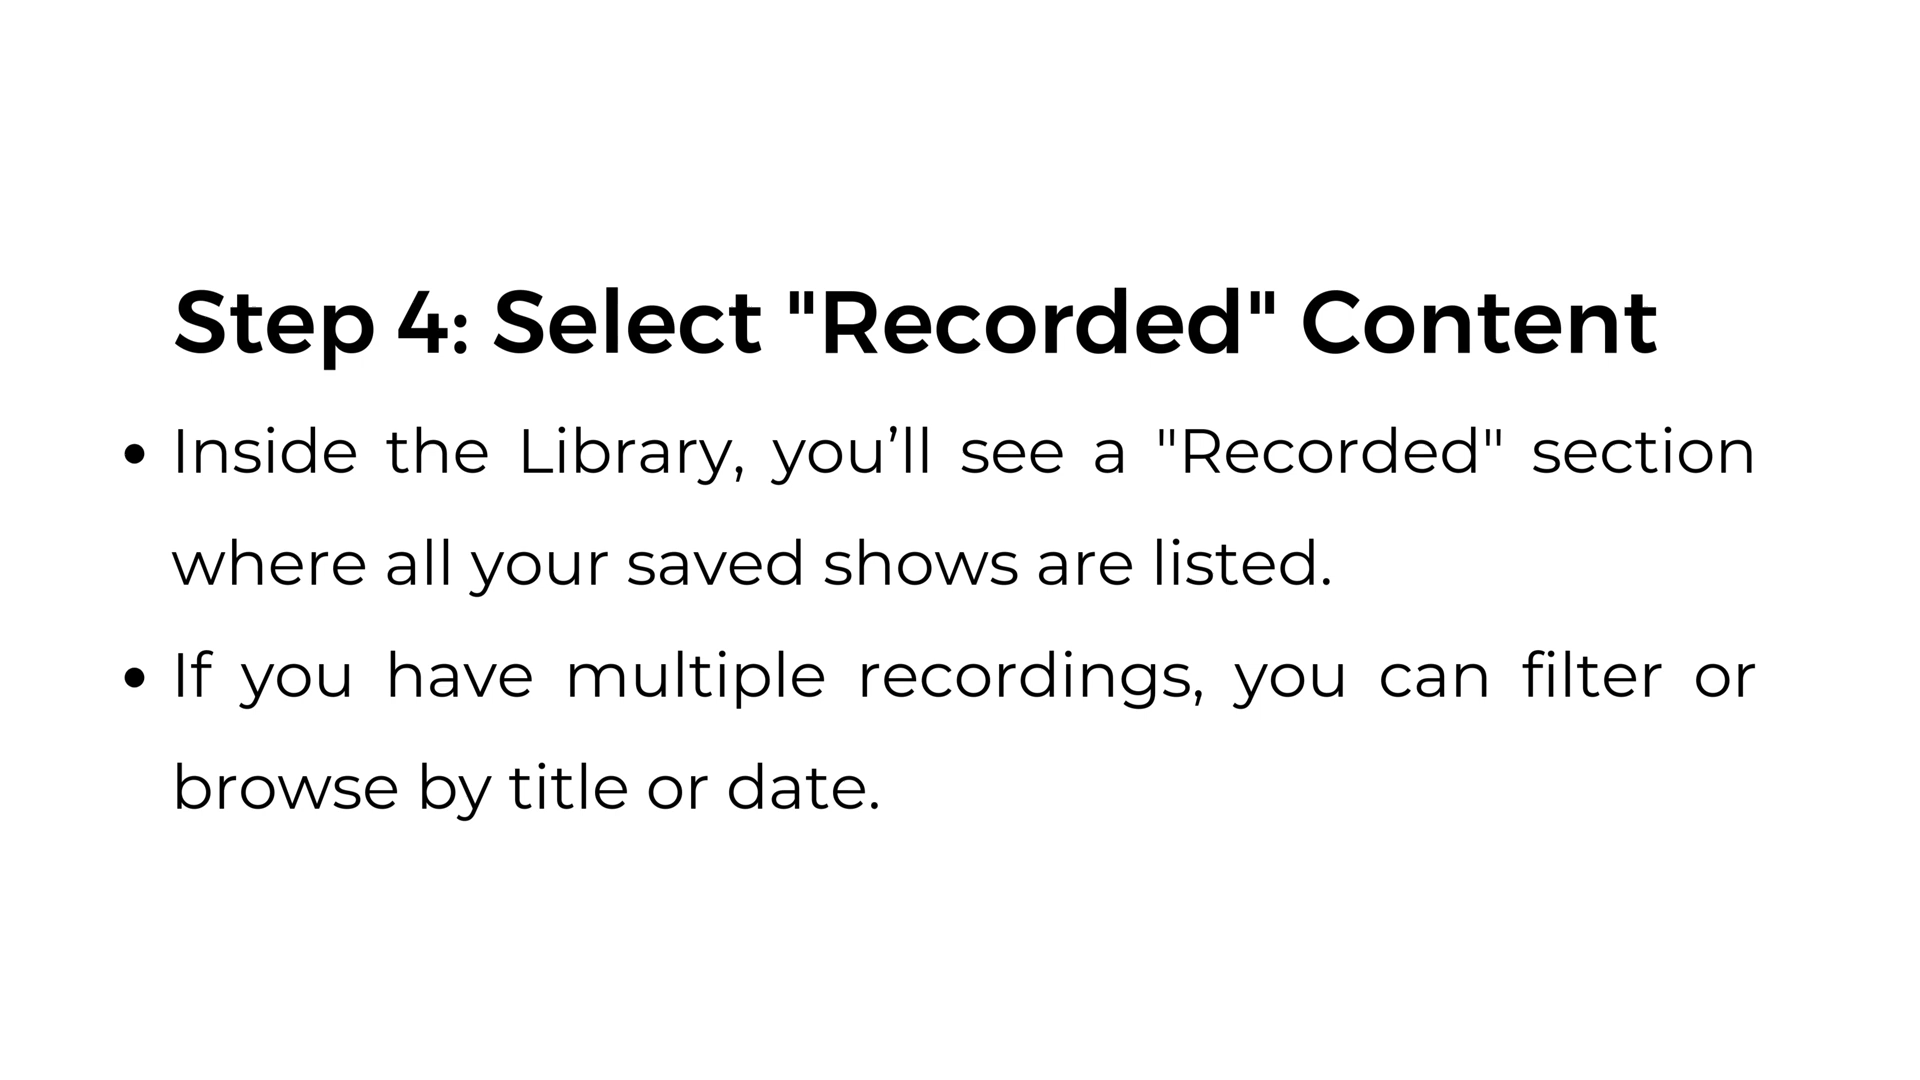 Step 4: Select "Recorded" Content
• Inside the Library, you’ll see a "Recorded" section
where all your saved shows are listed.
• If you have multiple recordings, you can filter or
browse by title or date.